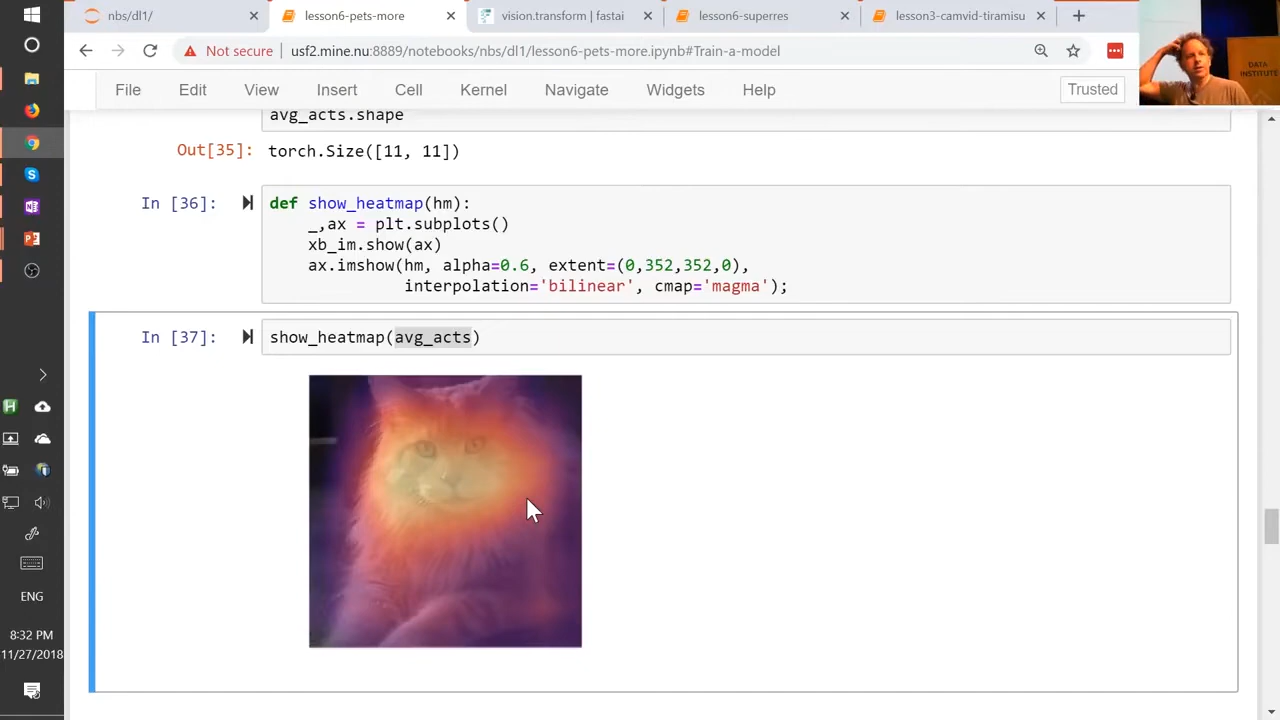 nbs/dl1/
lesson6-pets-more
vision.transform | fastai
lesson6-superres
lesson3-camvid-tiramisu
Not secure
usf2.mine.nu:8889/notebooks/nbs/dl1/lesson6-pets-more.ipynb#Train-a-model
File Edit View Insert Cell Kernel Navigate Widgets Help
Trusted
DATA
INSTITUTE
avg_acts.shape
Out[35]: torch.Size([11, 11])
In [36]: def show_heatmap(hm):
_,ax = plt.subplots()
xb_im.show(ax)
ax.imshow(hm, alpha=0.6, extent=(0,352,352,0),
interpolation='bilinear', cmap='magma');
In [37]: show_heatmap(avg_acts)
ENG
8:32 PM
11/27/2018